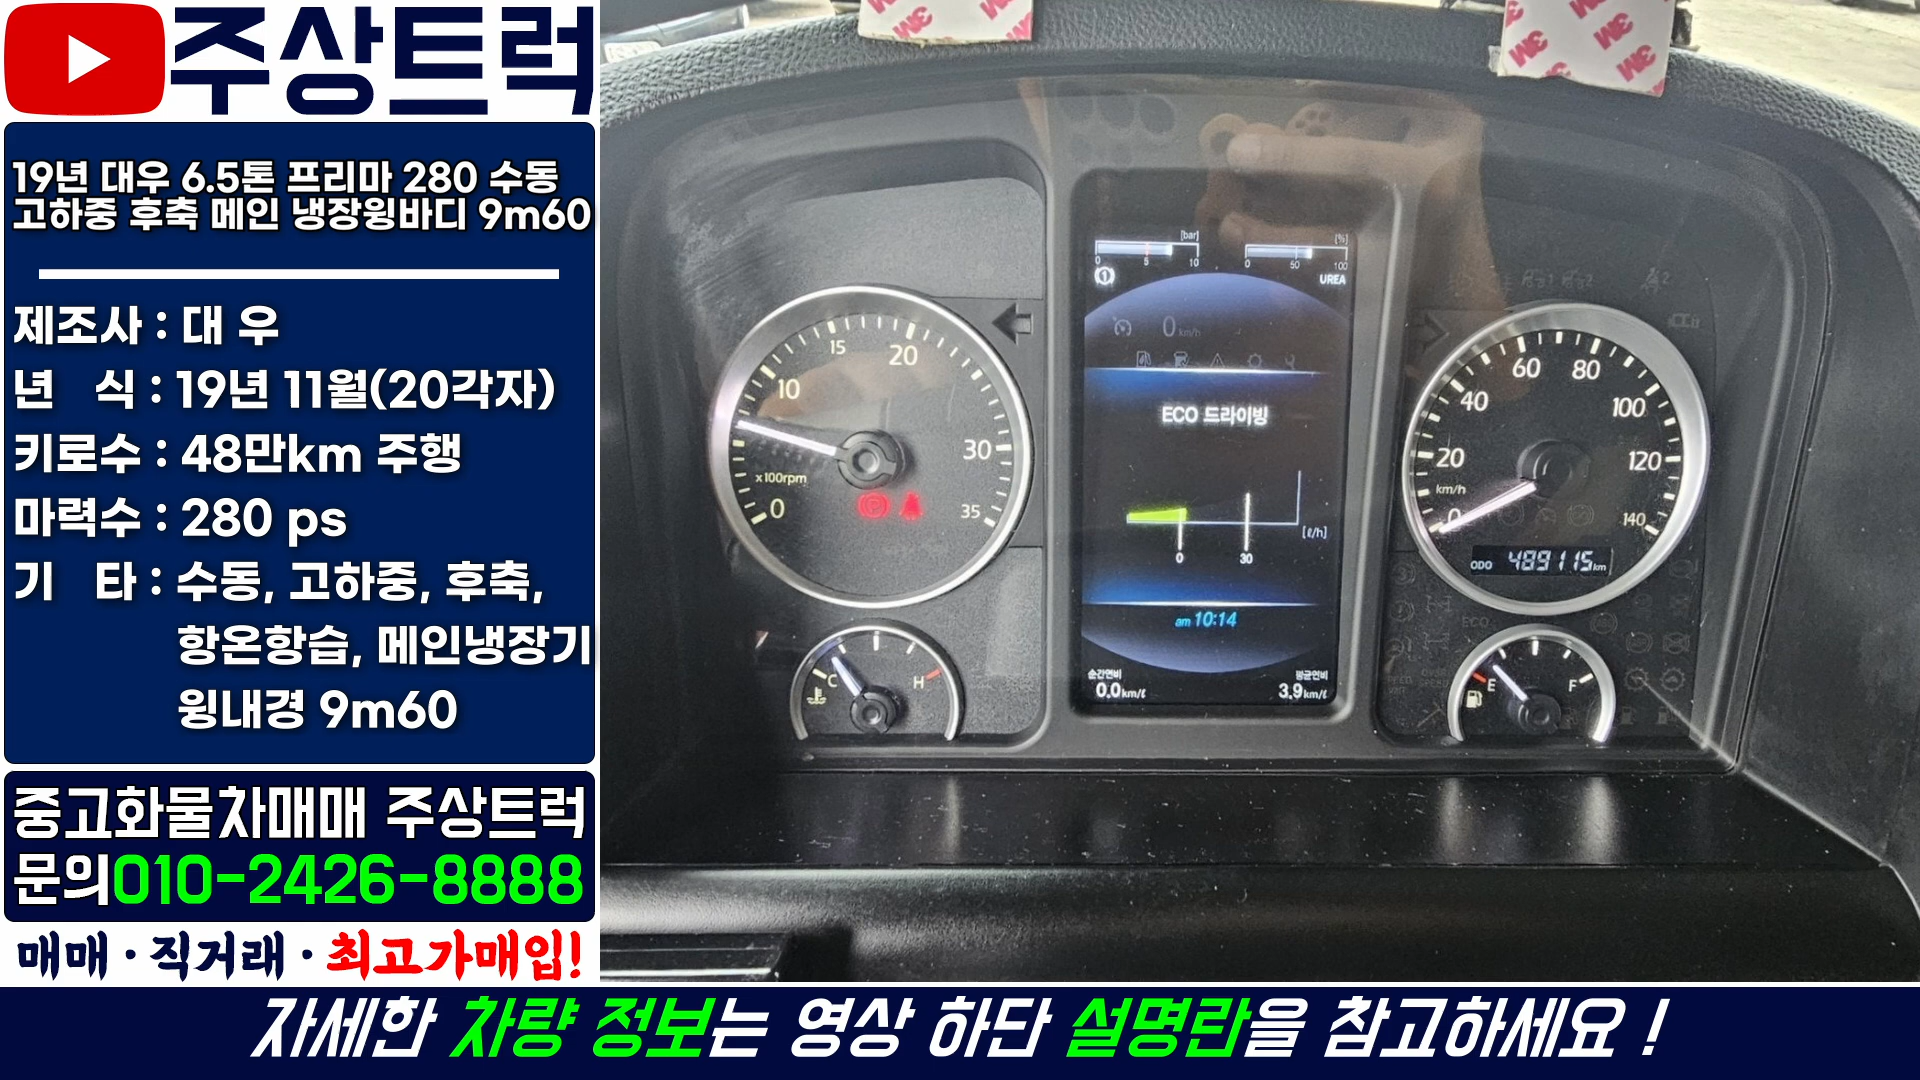 주상트럭
19년 대우 6.5톤 프리마 280 수동
고하중 후축 메인 냉장윙바디 9m60
제조사 : 대 우
년 식 : 19년 11월(20각자)
키로수 : 48만km 주행
마력수 : 280 ps
기 타 : 수동, 고하중, 후축,
항온항습, 메인냉장기
윙내경 9m60
중고화물차매매 주상트럭
문의010-2426-8888
매매 · 직거래 · 최고가매입!
자세한 차량 정보는 영상 하단 설명란을 참고하세요 !
3M 3M 3M
3M 3M 3M
[bar]
0 5 10
[%]
0 50 100
UREA
0 km/h
ECO 드라이빙
[ℓ/h]
0 30
am 10:14
순간연비
0.0 km/ℓ
평균연비
3.9 km/ℓ
0 10 15 20 30 35
x100rpm
C H
0 20 40 60 80 100 120 140
km/h
ODO 489115 km
E F